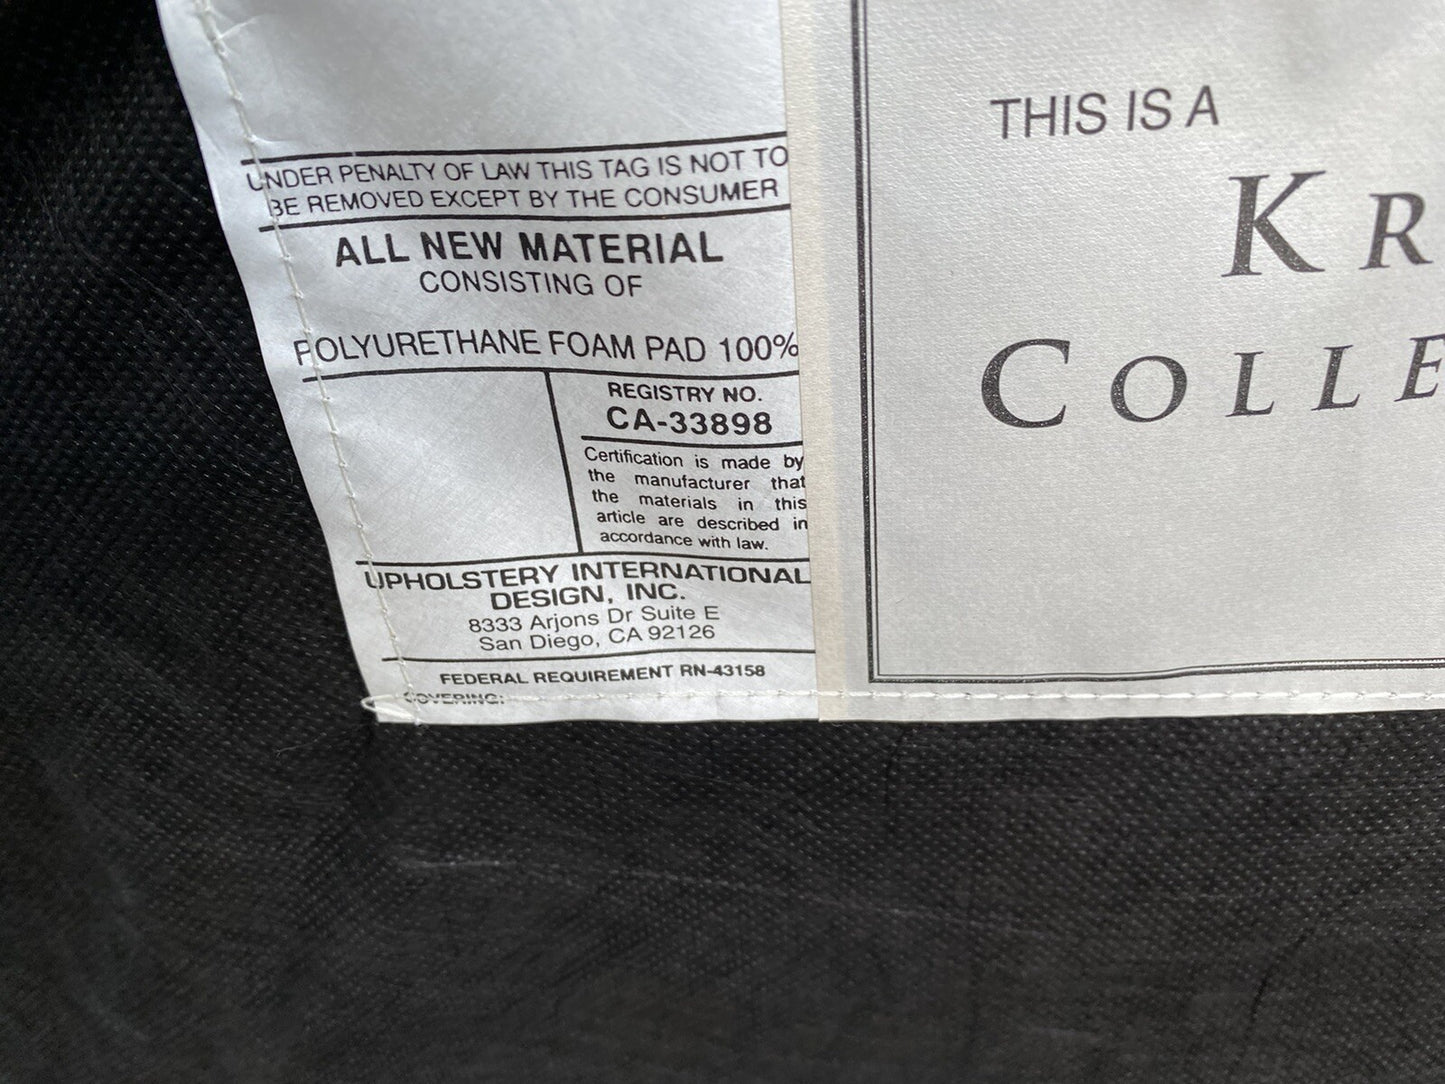 UNDER PENALTY OF LAW THIS TAG IS NOT TO
BE REMOVED EXCEPT BY THE CONSUMER
ALL NEW MATERIAL
CONSISTING OF
POLYURETHANE FOAM PAD 100%
REGISTRY NO.
CA-33898
Certification is made by
the manufacturer that
the materials in this
article are described in
accordance with law.
UPHOLSTERY INTERNATIONAL
DESIGN, INC.
8333 Arjons Dr Suite E
San Diego, CA 92126
FEDERAL REQUIREMENT RN-43158
COVERING:
THIS IS A
KR
COLLE